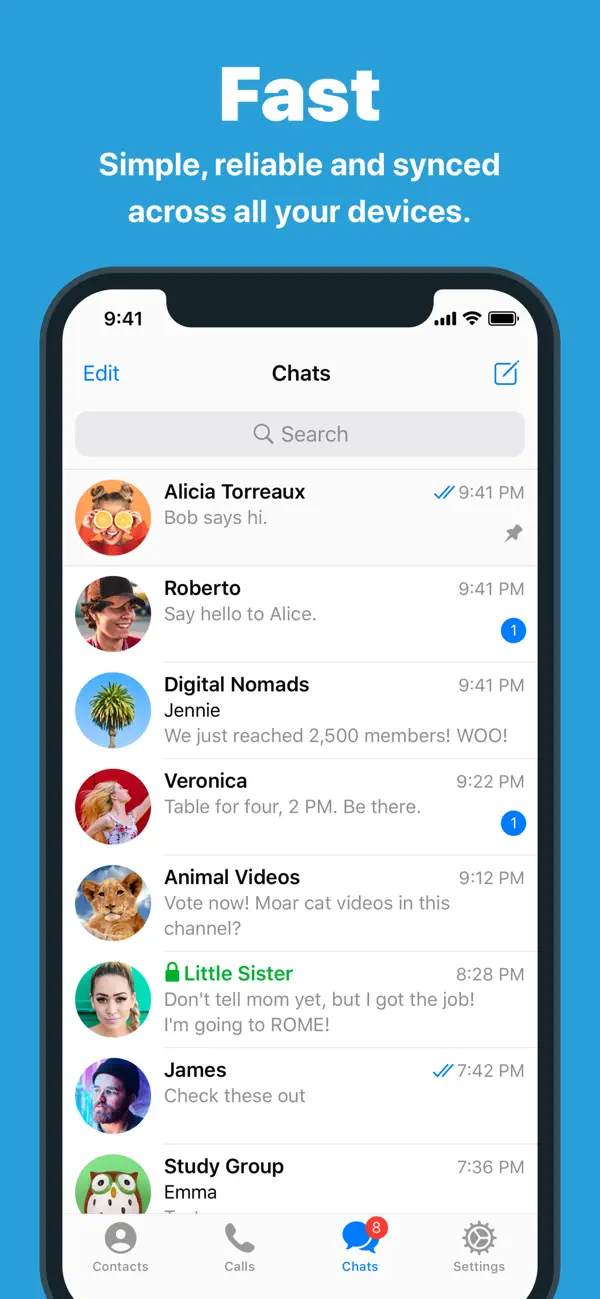 Fast
Simple, reliable and synced
across all your devices.
9:41
Edit
Chats
Search
Alicia Torreaux
9:41 PM
Bob says hi.
Roberto
9:41 PM
Say hello to Alice.
1
Digital Nomads
9:41 PM
Jennie
We just reached 2,500 members! WOO!
Veronica
9:22 PM
Table for four, 2 PM. Be there.
1
Animal Videos
9:12 PM
Vote now! Moar cat videos in this
channel?
Little Sister
8:28 PM
Don't tell mom yet, but I got the job!
I'm going to ROME!
James
7:42 PM
Check these out
Study Group
7:36 PM
Emma
8
Contacts
Calls
Chats
Settings